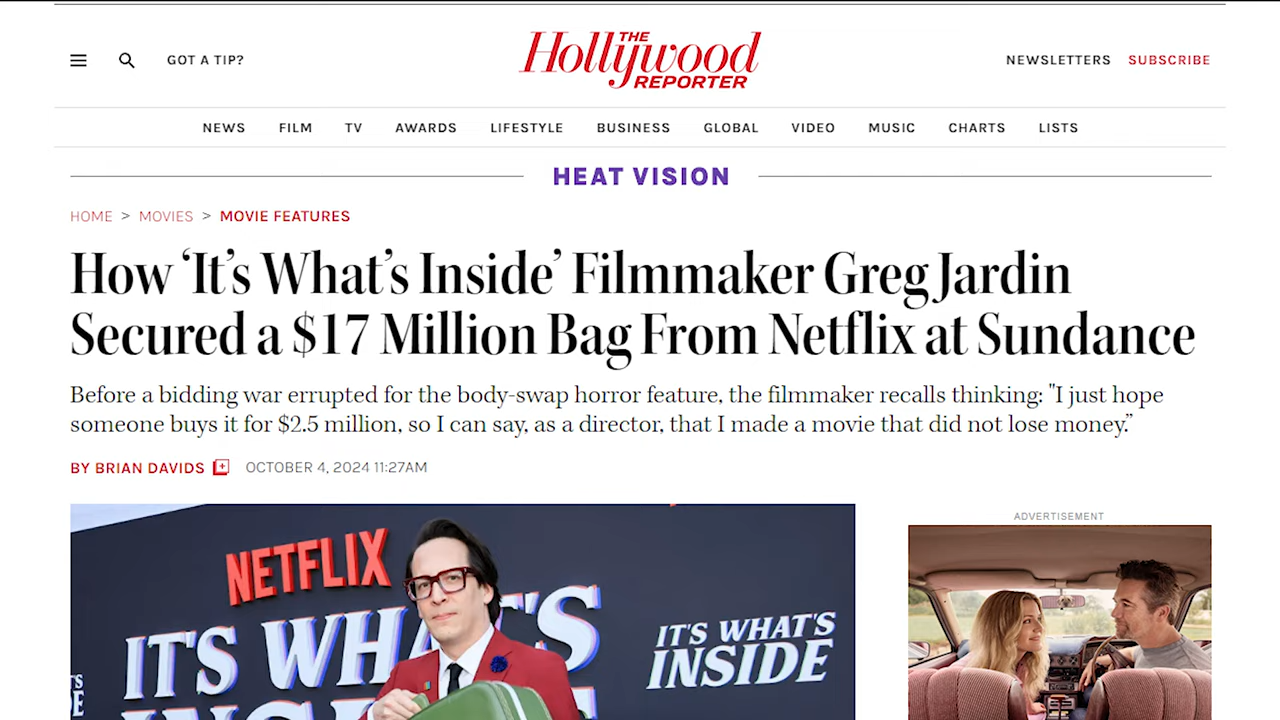 GOT A TIP?
THE
Hollywood
REPORTER
NEWSLETTERS SUBSCRIBE
NEWS FILM TV AWARDS LIFESTYLE BUSINESS GLOBAL VIDEO MUSIC CHARTS LISTS
HEAT VISION
HOME > MOVIES > MOVIE FEATURES
How ‘It’s What’s Inside’ Filmmaker Greg Jardin
Secured a $17 Million Bag From Netflix at Sundance
Before a bidding war errupted for the body-swap horror feature, the filmmaker recalls thinking: "I just hope
someone buys it for $2.5 million, so I can say, as a director, that I made a movie that did not lose money.”
BY BRIAN DAVIDS OCTOBER 4, 2024 11:27AM
ADVERTISEMENT
NETFLIX
IT'S WHAT'S
IT'S WHAT'S
INSIDE